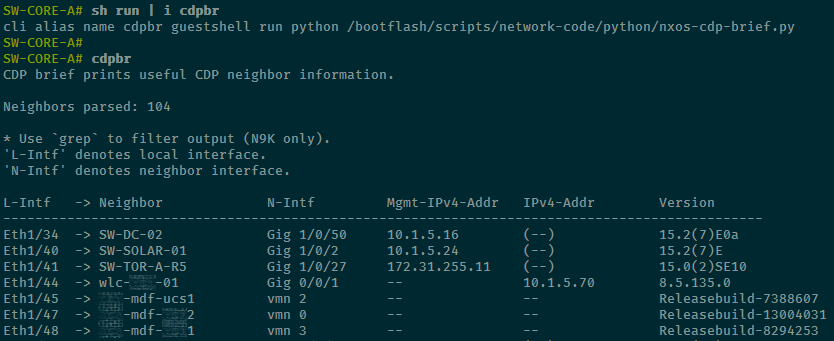 SW-CORE-A# sh run | i cdpbr
cli alias name cdpbr guestshell run python /bootflash/scripts/network-code/python/nxos-cdp-brief.py
SW-CORE-A#
SW-CORE-A# cdpbr
CDP brief prints useful CDP neighbor information.
Neighbors parsed: 104
* Use `grep` to filter output (N9K only).
'L-Intf' denotes local interface.
'N-Intf' denotes neighbor interface.
L-Intf -> Neighbor N-Intf Mgmt-IPv4-Addr IPv4-Addr Version
-----------------------------------------------------------------------------------------------
Eth1/34 -> SW-DC-02 Gig 1/0/50 10.1.5.16 (--) 15.2(7)E0a
Eth1/40 -> SW-SOLAR-01 Gig 1/0/2 10.1.5.24 (--) 15.2(7)E
Eth1/41 -> SW-TOR-A-R5 Gig 1/0/27 172.31.255.11 (--) 15.0(2)SE10
Eth1/44 -> wlc- -01 Gig 0/0/1 -- 10.1.5.70 8.5.135.0
Eth1/45 -> -mdf-ucs1 vmn 2 -- -- Releasebuild-7388607
Eth1/47 -> -mdf- 2 vmn 0 -- -- Releasebuild-13004031
Eth1/48 -> -mdf- 1 vmn 3 -- -- Releasebuild-8294253